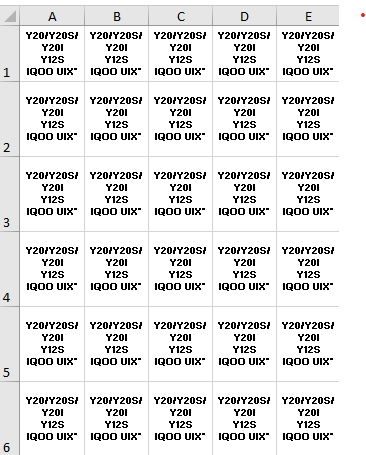 A B C D E
Y20/Y20S/ Y20/Y20S/ Y20/Y20S/ Y20/Y20S/ Y20/Y20S/
Y20I Y20I Y20I Y20I Y20I
Y12S Y12S Y12S Y12S Y12S
1 IQOO UIX" IQOO UIX" IQOO UIX" IQOO UIX" IQOO UIX"
Y20/Y20S/ Y20/Y20S/ Y20/Y20S/ Y20/Y20S/ Y20/Y20S/
Y20I Y20I Y20I Y20I Y20I
Y12S Y12S Y12S Y12S Y12S
2 IQOO UIX" IQOO UIX" IQOO UIX" IQOO UIX" IQOO UIX"
Y20/Y20S/ Y20/Y20S/ Y20/Y20S/ Y20/Y20S/ Y20/Y20S/
Y20I Y20I Y20I Y20I Y20I
Y12S Y12S Y12S Y12S Y12S
3 IQOO UIX" IQOO UIX" IQOO UIX" IQOO UIX" IQOO UIX"
Y20/Y20S/ Y20/Y20S/ Y20/Y20S/ Y20/Y20S/ Y20/Y20S/
Y20I Y20I Y20I Y20I Y20I
Y12S Y12S Y12S Y12S Y12S
4 IQOO UIX" IQOO UIX" IQOO UIX" IQOO UIX" IQOO UIX"
Y20/Y20S/ Y20/Y20S/ Y20/Y20S/ Y20/Y20S/ Y20/Y20S/
Y20I Y20I Y20I Y20I Y20I
Y12S Y12S Y12S Y12S Y12S
5 IQOO UIX" IQOO UIX" IQOO UIX" IQOO UIX" IQOO UIX"
Y20/Y20S/ Y20/Y20S/ Y20/Y20S/ Y20/Y20S/ Y20/Y20S/
Y20I Y20I Y20I Y20I Y20I
Y12S Y12S Y12S Y12S Y12S
6 IQOO UIX" IQOO UIX" IQOO UIX" IQOO UIX" IQOO UIX"